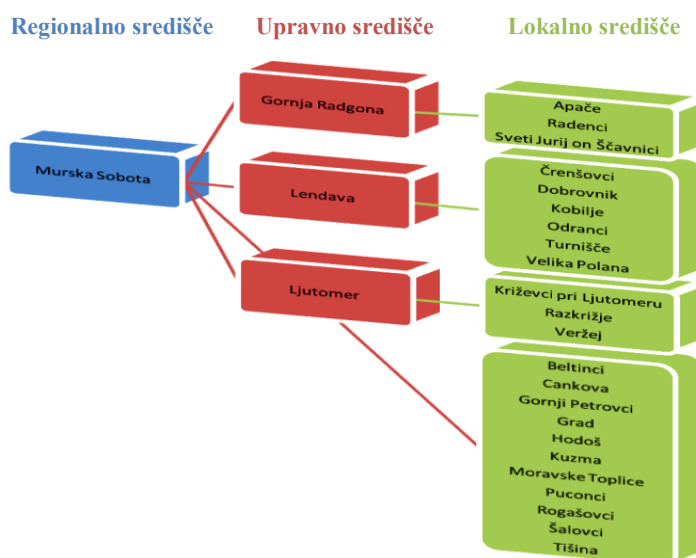 Regionalno središče
Upravno središče
Lokalno središče
Murska Sobota
Gornja Radgona
Lendava
Ljutomer
Apače
Radenci
Sveti Jurij on Ščavnici
Črenšovci
Dobrovnik
Kobilje
Odranci
Turnišče
Velika Polana
Križevci pri Ljutomeru
Razkrižje
Veržej
Beltinci
Cankova
Gornji Petrovci
Grad
Hodoš
Kuzma
Moravske Toplice
Puconci
Rogašovci
Šalovci
Tišina